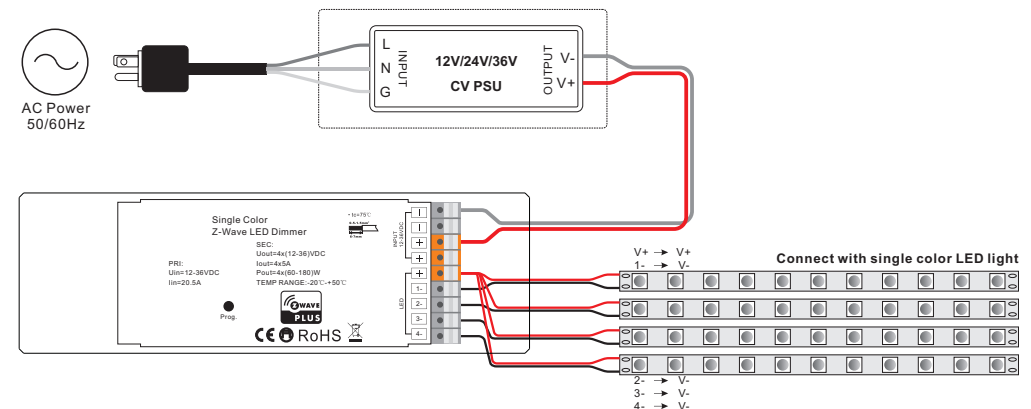 AC Power
50/60Hz
L
N
G
INPUT
12V/24V/36V
CV PSU
OUTPUT
V-
V+
Single Color
Z-Wave LED Dimmer
SEC:
Uout=4x(12-36)VDC
Iout=4x5A
Pout=4x(60-180)W
TEMP RANGE:-20℃-+50℃
PRI:
Uin=12-36VDC
Iin=20.5A
Prog.
Z-WAVE
PLUS
CE RoHS
• tc=75℃
INPUT
12-36VDC
-
-
+
+
+
LED
1-
2-
3-
4-
V+ → V+
1- → V-
Connect with single color LED light
2- → V-
3- → V-
4- → V-